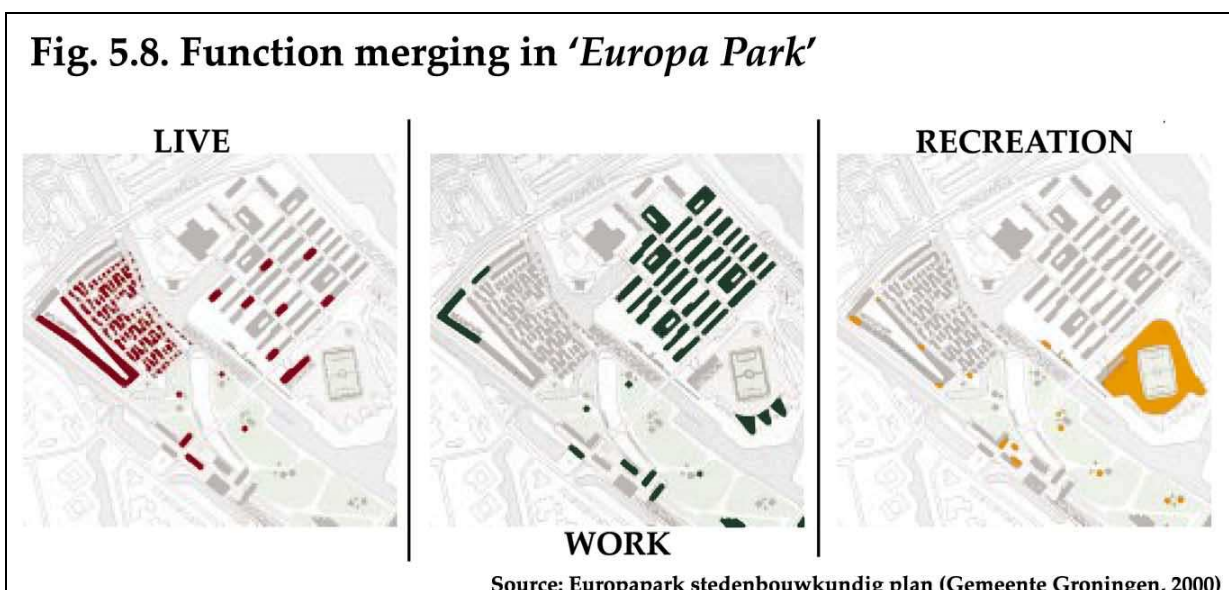 Fig. 5.8. Function merging in ‘Europa Park’
LIVE
RECREATION
WORK
Source: Europapark stedenbouwkundig plan (Gemeente Groningen, 2000)